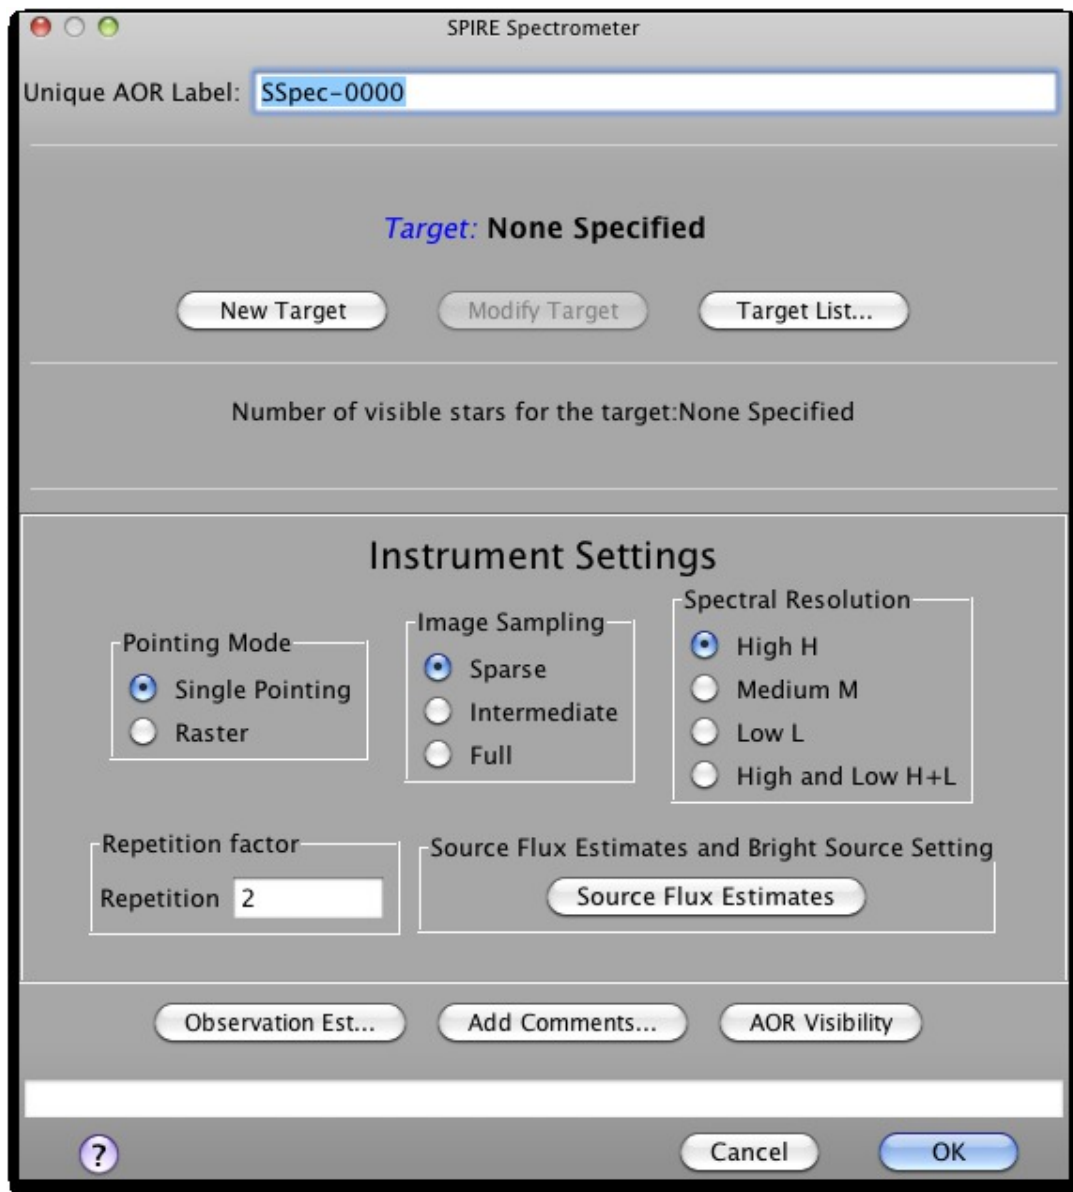 SPIRE Spectrometer
Unique AOR Label: SSpec-0000
Target: None Specified
New Target Modify Target Target List...
Number of visible stars for the target:None Specified
Instrument Settings
Pointing Mode
Single Pointing
Raster
Image Sampling
Sparse
Intermediate
Full
Spectral Resolution
High H
Medium M
Low L
High and Low H+L
Repetition factor
Repetition 2
Source Flux Estimates and Bright Source Setting
Source Flux Estimates
Observation Est... Add Comments... AOR Visibility
? Cancel OK